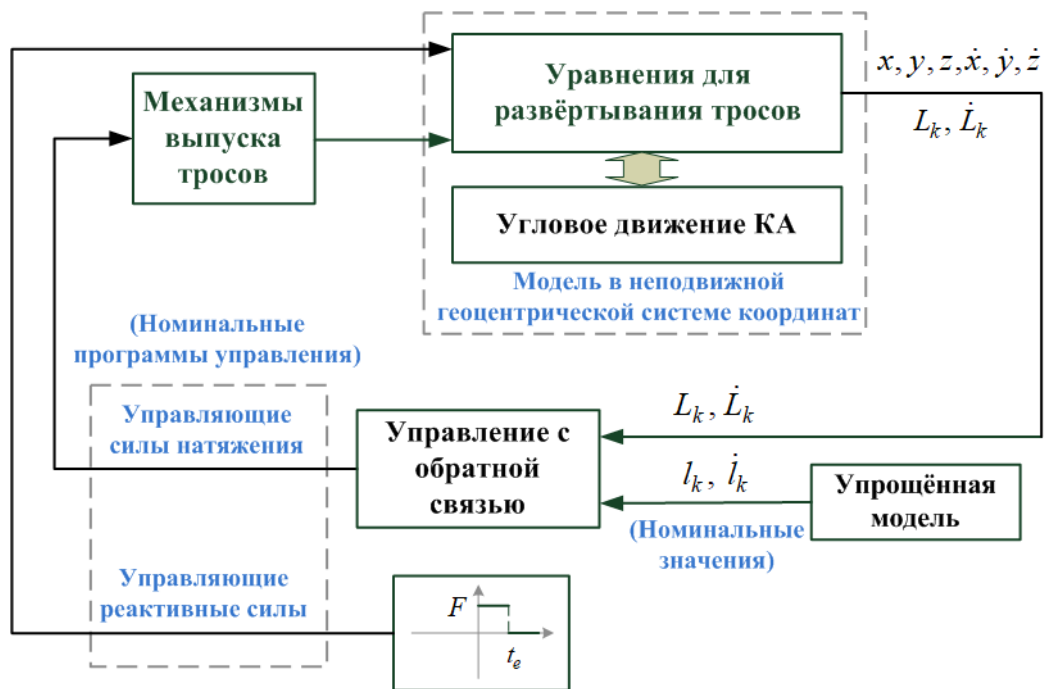 Уравнения для
развёртывания тросов
x, y, z, ẋ, ẏ, ż
L_k, L̇_k
Механизмы
выпуска
тросов
Угловое движение КА
Модель в неподвижной
геоцентрической системе координат
(Номинальные
программы управления)
Управляющие
силы натяжения
Управление с
обратной
связью
L_k, L̇_k
l_k, l̇_k
(Номинальные
значения)
Упрощённая
модель
Управляющие
реактивные силы
F
t_e